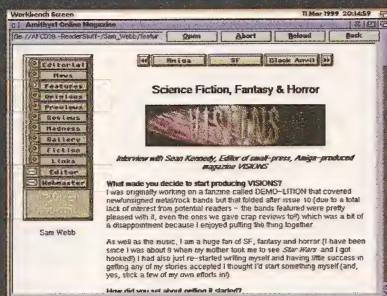 Workbench Screen 11 Mar 1999 20:14:59
Amithyst Online Magazine
Open Abort Reload Back
Editorial
News
Features
Opinions
Previews
Reviews
Madness
Gallery
Fiction
Links
Editor
Webmaster
Sam Webb
Amiga SF Black Anvil
Science Fiction, Fantasy & Horror
VISIONS
Interview with Sean Kennedy, Editor of small-press, Amiga-produced
magazine VISIONS
What made you decide to start producing VISIONS?
I was originally working on a fanzine called DEMO-LITION that covered
new/unsigned metal/rock bands but that folded after issue 10 (due to a total
lack of interest from potential readers - the bands featured were pretty
pleased with it, even the ones we gave crap reviews to!) which was a bit of
a disappointment because I enjoyed putting the thing together.
As well as the music, I am a huge fan of SF, fantasy and horror (I have been
since I was about 9 when my mother took me to see Star Wars and I got
hooked!) I had also just re-started writing myself and having little success in
getting any of my stories accepted I thought I'd start something myself (and,
yes, stick a few of my own efforts in!).
How did you set about getting it started?